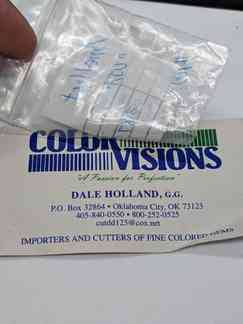 COLOR VISIONS
"A Passion for Perfection"
DALE HOLLAND, G.G.
P.O. Box 32864 • Oklahoma City, OK 73123
405-840-0550 • 800-252-0525
cutdd123@cox.net
IMPORTERS AND CUTTERS OF FINE COLORED GEMS